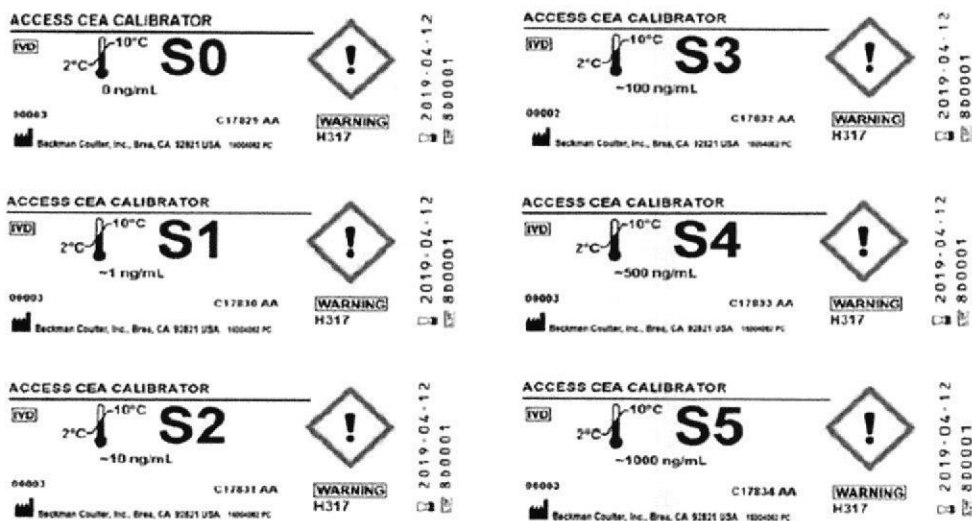 ACCESS CEA CALIBRATOR
IVD
2°C
10°C
S0
0 ng/mL
C17829 AA
Beckman Coulter, Inc., Brea, CA 92821 USA
WARNING
H317
2019-04-12
ACCESS CEA CALIBRATOR
IVD
2°C
10°C
S3
~100 ng/mL
C17832 AA
Beckman Coulter, Inc., Brea, CA 92821 USA
WARNING
H317
2019-04-12
ACCESS CEA CALIBRATOR
IVD
2°C
10°C
S1
~1 ng/mL
C17830 AA
Beckman Coulter, Inc., Brea, CA 92821 USA
WARNING
H317
2019-04-12
ACCESS CEA CALIBRATOR
IVD
2°C
10°C
S4
~500 ng/mL
C17833 AA
Beckman Coulter, Inc., Brea, CA 92821 USA
WARNING
H317
2019-04-12
ACCESS CEA CALIBRATOR
IVD
2°C
10°C
S2
~10 ng/mL
C17831 AA
Beckman Coulter, Inc., Brea, CA 92821 USA
WARNING
H317
2019-04-12
ACCESS CEA CALIBRATOR
IVD
2°C
10°C
S5
~1000 ng/mL
C17834 AA
Beckman Coulter, Inc., Brea, CA 92821 USA
WARNING
H317
2019-04-12